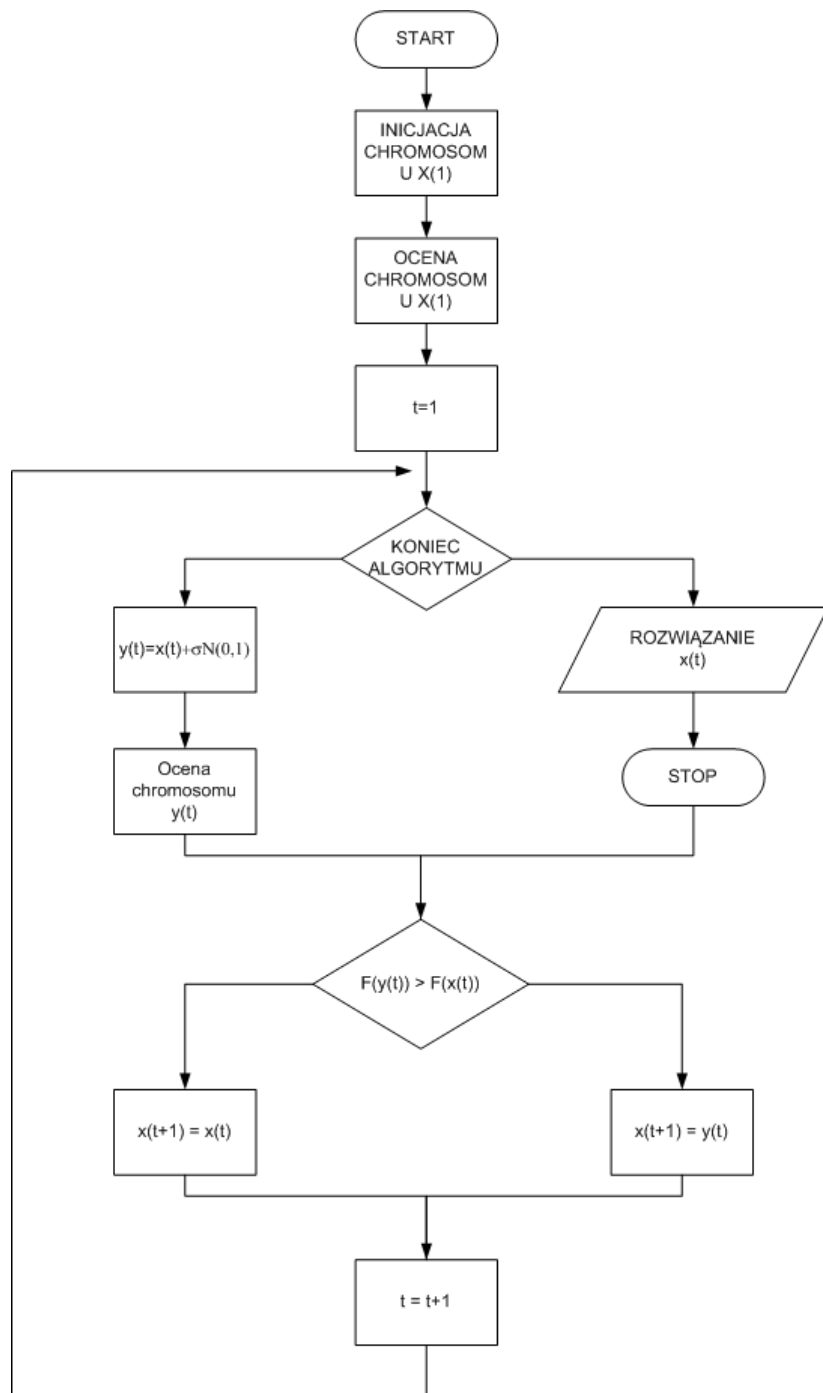 START
INICJACJA
CHROMOSOM
U X(1)
OCENA
CHROMOSOM
U X(1)
t=1
KONIEC
ALGORYTMU
y(t)=x(t)+σN(0,1)
ROZWIĄZANIE
x(t)
Ocena
chromosomu
y(t)
STOP
F(y(t)) > F(x(t))
x(t+1) = x(t)
x(t+1) = y(t)
t = t+1